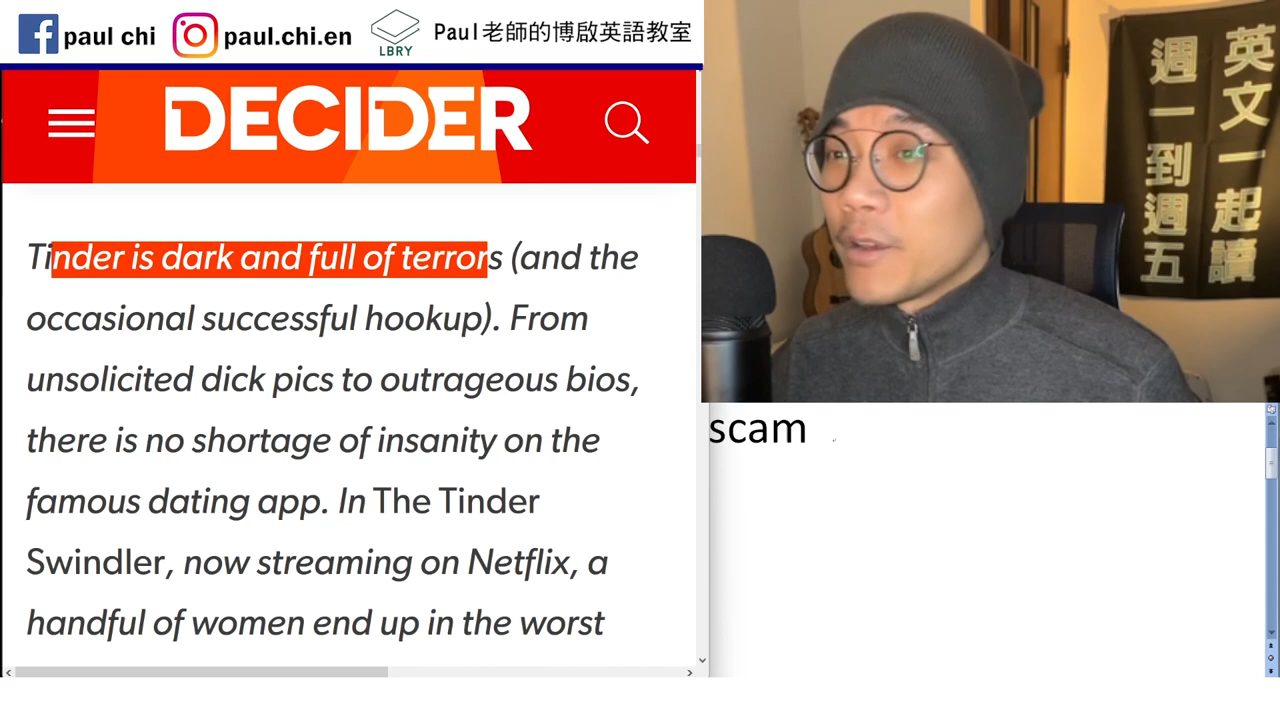 paul chi
paul.chi.en
LBRY
Paul老師的博啟英語教室
DECIDER
Tinder is dark and full of terrors (and the
occasional successful hookup). From
unsolicited dick pics to outrageous bios,
there is no shortage of insanity on the
famous dating app. In The Tinder
Swindler, now streaming on Netflix, a
handful of women end up in the worst
英文一起讀
週一到週五
scam